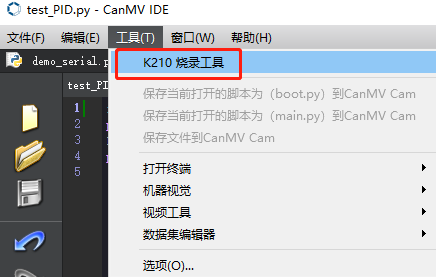 test_PID.py - CanMV IDE
文件(F) 编辑(E) 工具(T) 窗口(W) 帮助(H)
demo_serial.p
K210 烧录工具
test_PI
保存当前打开的脚本为（boot.py）到CanMV Cam
保存当前打开的脚本为（main.py）到CanMV Cam
保存文件到CanMV Cam
1
2
3
4
5
打开终端
机器视觉
视频工具
数据集编辑器
选项(O)...